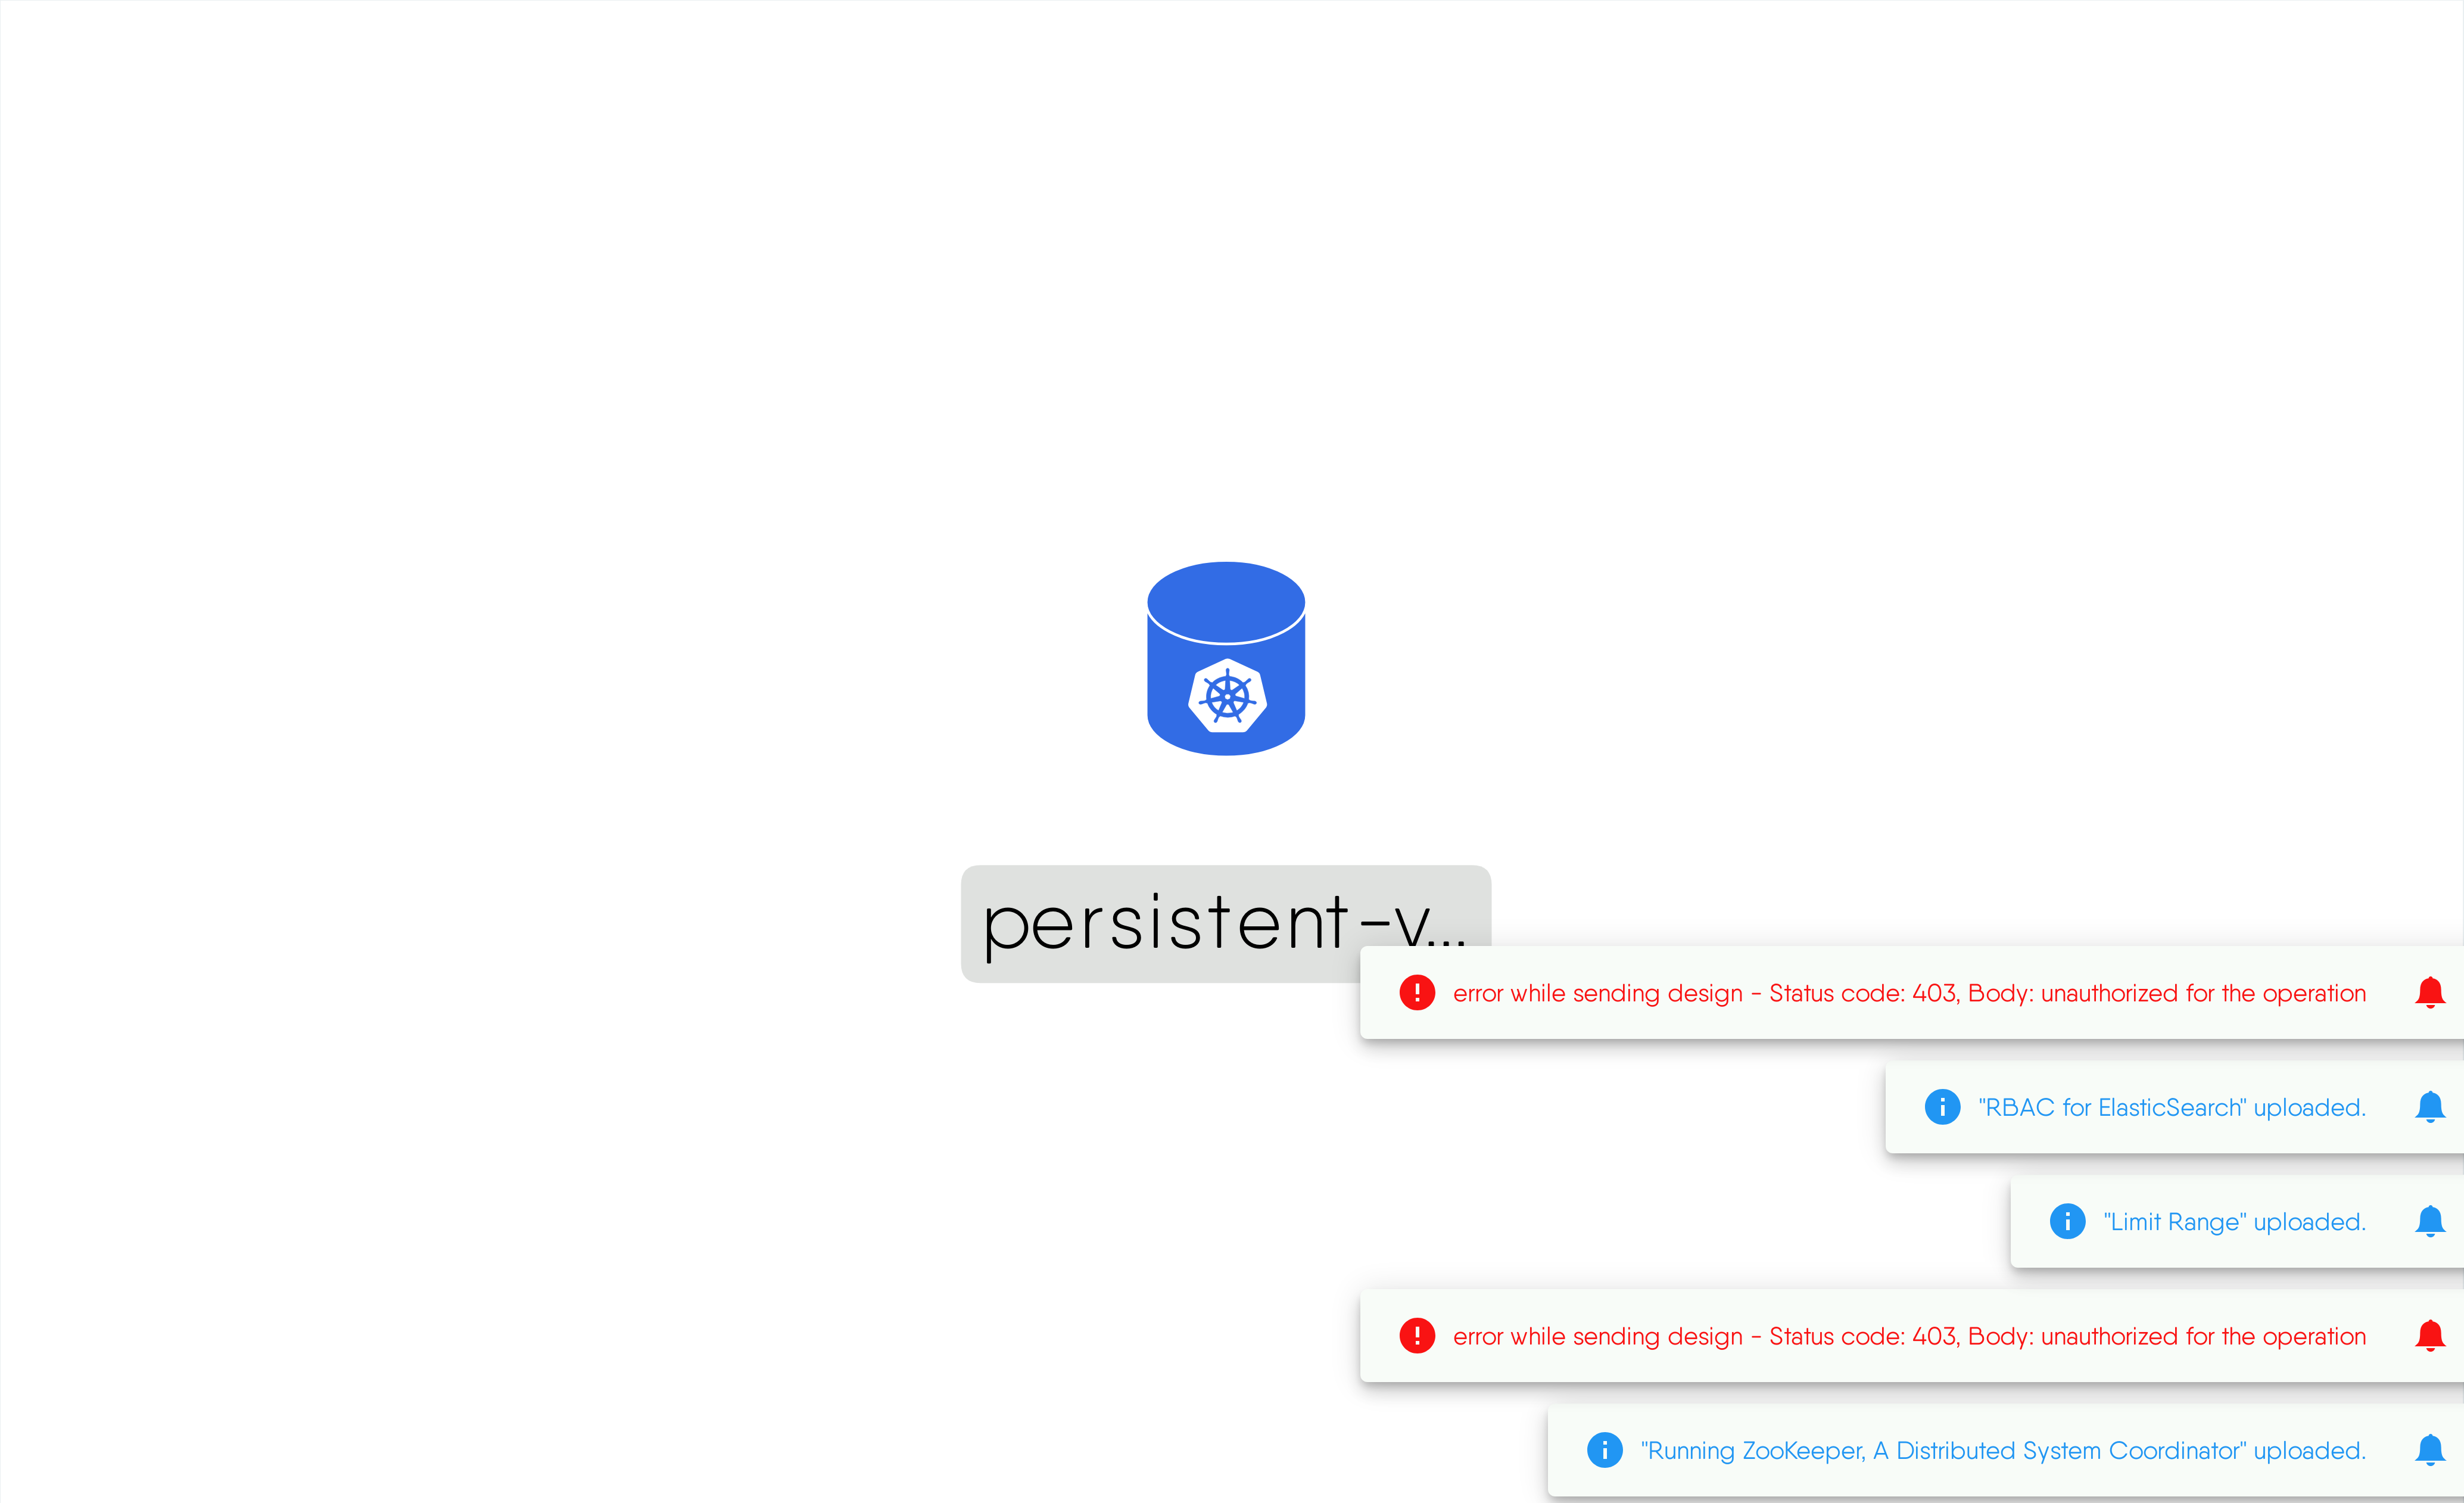 persistent-v...
error while sending design - Status code: 403, Body: unauthorized for the operation
"RBAC for ElasticSearch" uploaded.
"Limit Range" uploaded.
error while sending design - Status code: 403, Body: unauthorized for the operation
"Running ZooKeeper, A Distributed System Coordinator" uploaded.